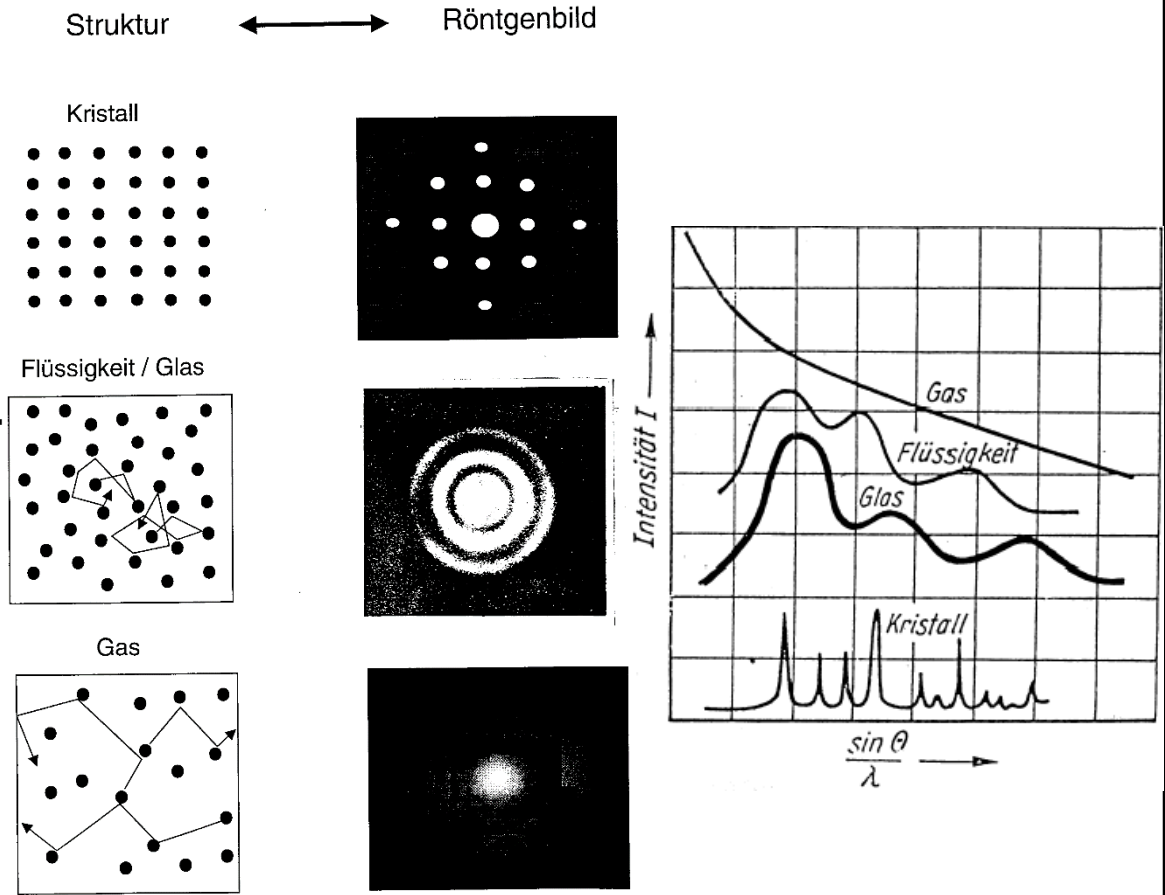 Struktur
Röntgenbild
Kristall
Flüssigkeit / Glas
Gas
Intensität I
Gas
Flüssigkeit
Glas
Kristall
sin Θ
λ